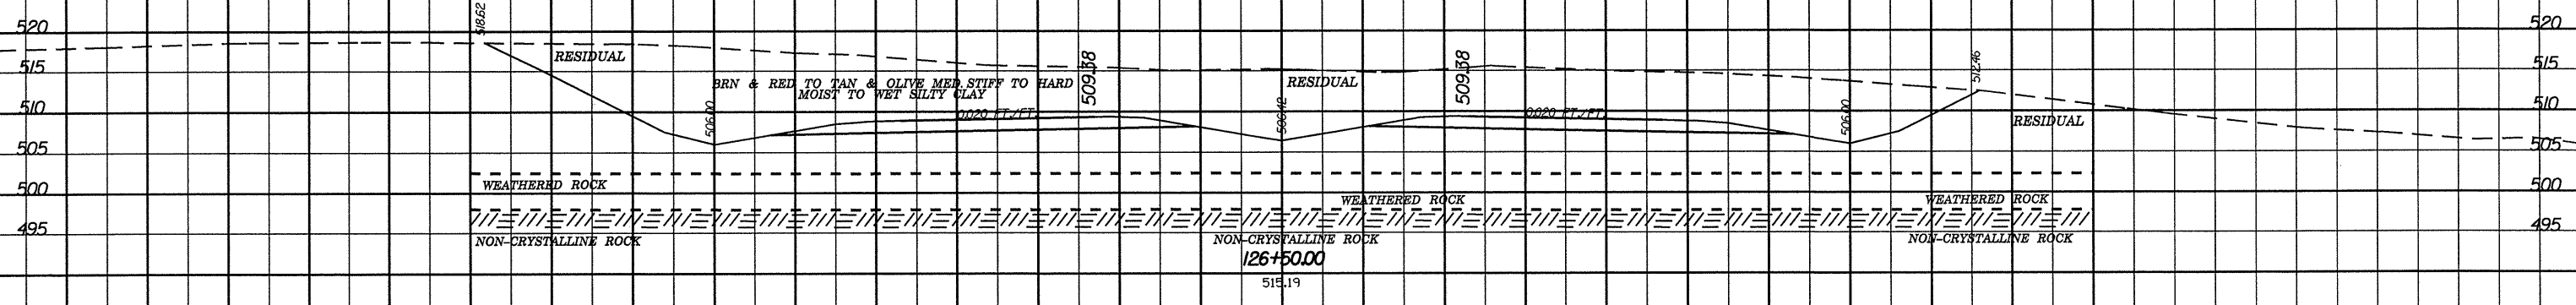 518.62
520
520
RESIDUAL
509.38
509.38
512.46
515
515
BRN & RED TO TAN & OLIVE MED. STIFF TO HARD
MOIST TO WET SILTY CLAY
RESIDUAL
510
510
506.00
0.020 FT./FT.
506.42
0.020 FT./FT.
506.00
RESIDUAL
505
505
WEATHERED ROCK
500
500
WEATHERED ROCK
WEATHERED ROCK
495
495
NON-CRYSTALLINE ROCK
NON-CRYSTALLINE ROCK
NON-CRYSTALLINE ROCK
126+50.00
515.19